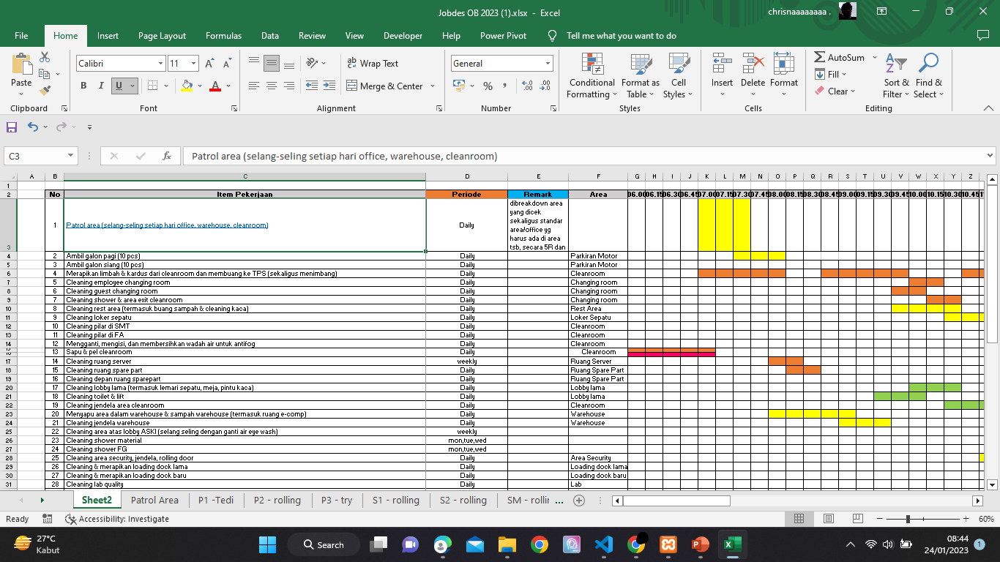 Jobdes OB 2023 (1).xlsx - Excel
chrisnaaaaaaaa .
File Home Insert Page Layout Formulas Data Review View Developer Help Power Pivot Tell me what you want to do
Calibri 11 Wrap Text General AutoSum
Paste B I U Merge & Center % Conditional Formatting Format as Table Cell Styles Insert Delete Format Fill Clear Sort & Filter Find & Select
Clipboard Font Alignment Number Styles Cells Editing
C3 fx Patrol area (selang-seling setiap hari office, warehouse, cleanroom)
A B C D E F G H I J K L M N O P Q R S T U V W X Y Z
1
2 No Item Pekerjaan Periode Remark Area 06.00 06.15 06.30 06.45 07.00 07.15 07.30 07.45 08.00 08.15 08.30 08.45 09.00 09.15 09.30 09.45 10.00 10.15 10.30 10.45
3 1 Patrol area (selang-seling setiap hari office, warehouse, cleanroom) Daily
dibreakdown area
yang dicek
sekaligus standar
area/office yg
harus ada di area
tsb, secara 5R dan
4 2 Ambil galon pagi (10 pcs) Daily Parkiran Motor
5 3 Ambil galon siang (10 pcs) Daily Parkiran Motor
6 4 Merapikan limbah & kardus dari cleanroom dan membuang ke TPS (sekaligus menimbang) Daily Cleanroom
7 5 Cleaning employee changing room Daily Changing room
8 6 Cleaning guest changing room Daily Changing room
9 7 Cleaning shower & area exit cleanroom Daily Changing room
10 8 Cleaning rest area (termasuk buang sampah & cleaning kaca) Daily Rest Area
11 9 Cleaning loker sepatu Daily Loker Sepatu
12 10 Cleaning pilar di SMT Daily Cleanroom
13 11 Cleaning pilar di FA Daily Cleanroom
14 12 Mengganti, mengisi, dan membersihkan wadah air untuk antifog Daily Cleanroom
13 Sapu & pel cleanroom Daily Cleanroom
17 14 Cleaning ruang server weekly Ruang Server
18 15 Cleaning ruang spare part Daily Ruang Spare Part
19 16 Cleaning depan ruang sparepart Daily Ruang Spare Part
20 17 Cleaning lobby lama (termasuk lemari sepatu, meja, pintu kaca) Daily Lobby lama
21 18 Cleaning toilet & lift Daily Lobby lama
22 19 Cleaning jendela area cleanroom Daily Cleanroom
23 20 Menyapu area dalam warehouse & sampah warehouse (termasuk ruang e-comp) Daily Warehouse
24 21 Cleaning jendela warehouse Daily Warehouse
25 22 Cleaning area atas lobby ASKI (selang seling dengan ganti air eye wash) weekly
26 23 Cleaning shower material mon,tue,wed
27 24 Cleaning shower FG mon,tue,wed
28 25 Cleaning area security, jendela, rolling door Daily Area Security
29 26 Cleaning & merapikan loading dock lama Daily Loading dock lama
30 27 Cleaning & merapikan loading dock baru Daily Loading dock baru
31 28 Cleaning lab quality Daily Lab
Sheet2 Patrol Area P1 -Tedi P2 - rolling P3 - try S1 - rolling S2 - rolling SM - rollir ...
Ready Accessibility: Investigate 60%
27°C
Kabut
Search
08:44
24/01/2023
1